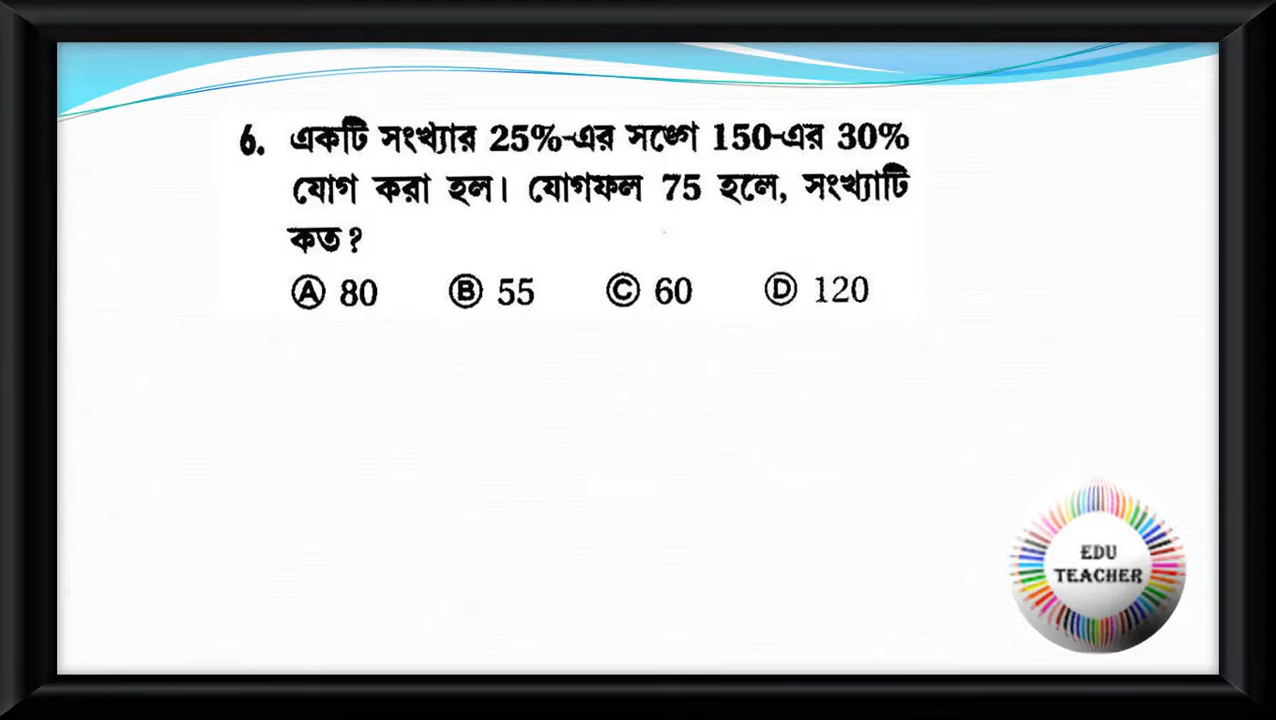 6. একটি সংখ্যার 25%-এর সঙ্গে 150-এর 30%
যোগ করা হল। যোগফল 75 হলে, সংখ্যাটি
কত?
Ⓐ 80 Ⓑ 55 Ⓒ 60 Ⓓ 120
EDU
TEACHER